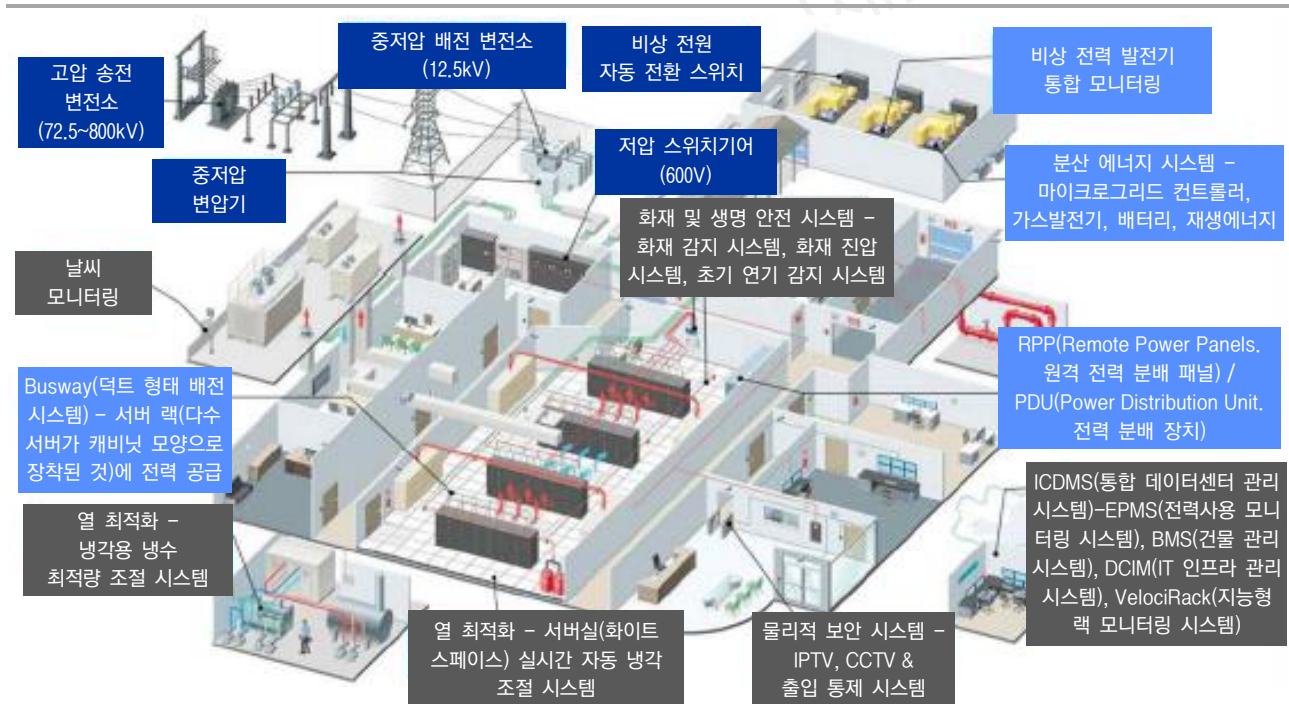 고압 송전
변전소
(72.5~800kV)
중저압 배전 변전소
(12.5kV)
비상 전원
자동 전환 스위치
비상 전력 발전기
통합 모니터링
중저압
변압기
저압 스위치기어
(600V)
분산 에너지 시스템 –
마이크로그리드 컨트롤러,
가스발전기, 배터리, 재생에너지
화재 및 생명 안전 시스템 –
화재 감지 시스템, 화재 진압
시스템, 초기 연기 감지 시스템
날씨
모니터링
RPP(Remote Power Panels.
원격 전력 분배 패널) /
PDU(Power Distribution Unit.
전력 분배 장치)
Busway(덕트 형태 배전
시스템) – 서버 랙(다수
서버가 캐비닛 모양으로
장착된 것)에 전력 공급
ICDMS(통합 데이터센터 관리
시스템)-EPMS(전력사용 모니
터링 시스템), BMS(건물 관리
시스템), DCIM(IT 인프라 관리
시스템), VelociRack(지능형
랙 모니터링 시스템)
열 최적화 –
냉각용 냉수
최적량 조절 시스템
열 최적화 – 서버실(화이트
스페이스) 실시간 자동 냉각
조절 시스템
물리적 보안 시스템 –
IPTV, CCTV &
출입 통제 시스템